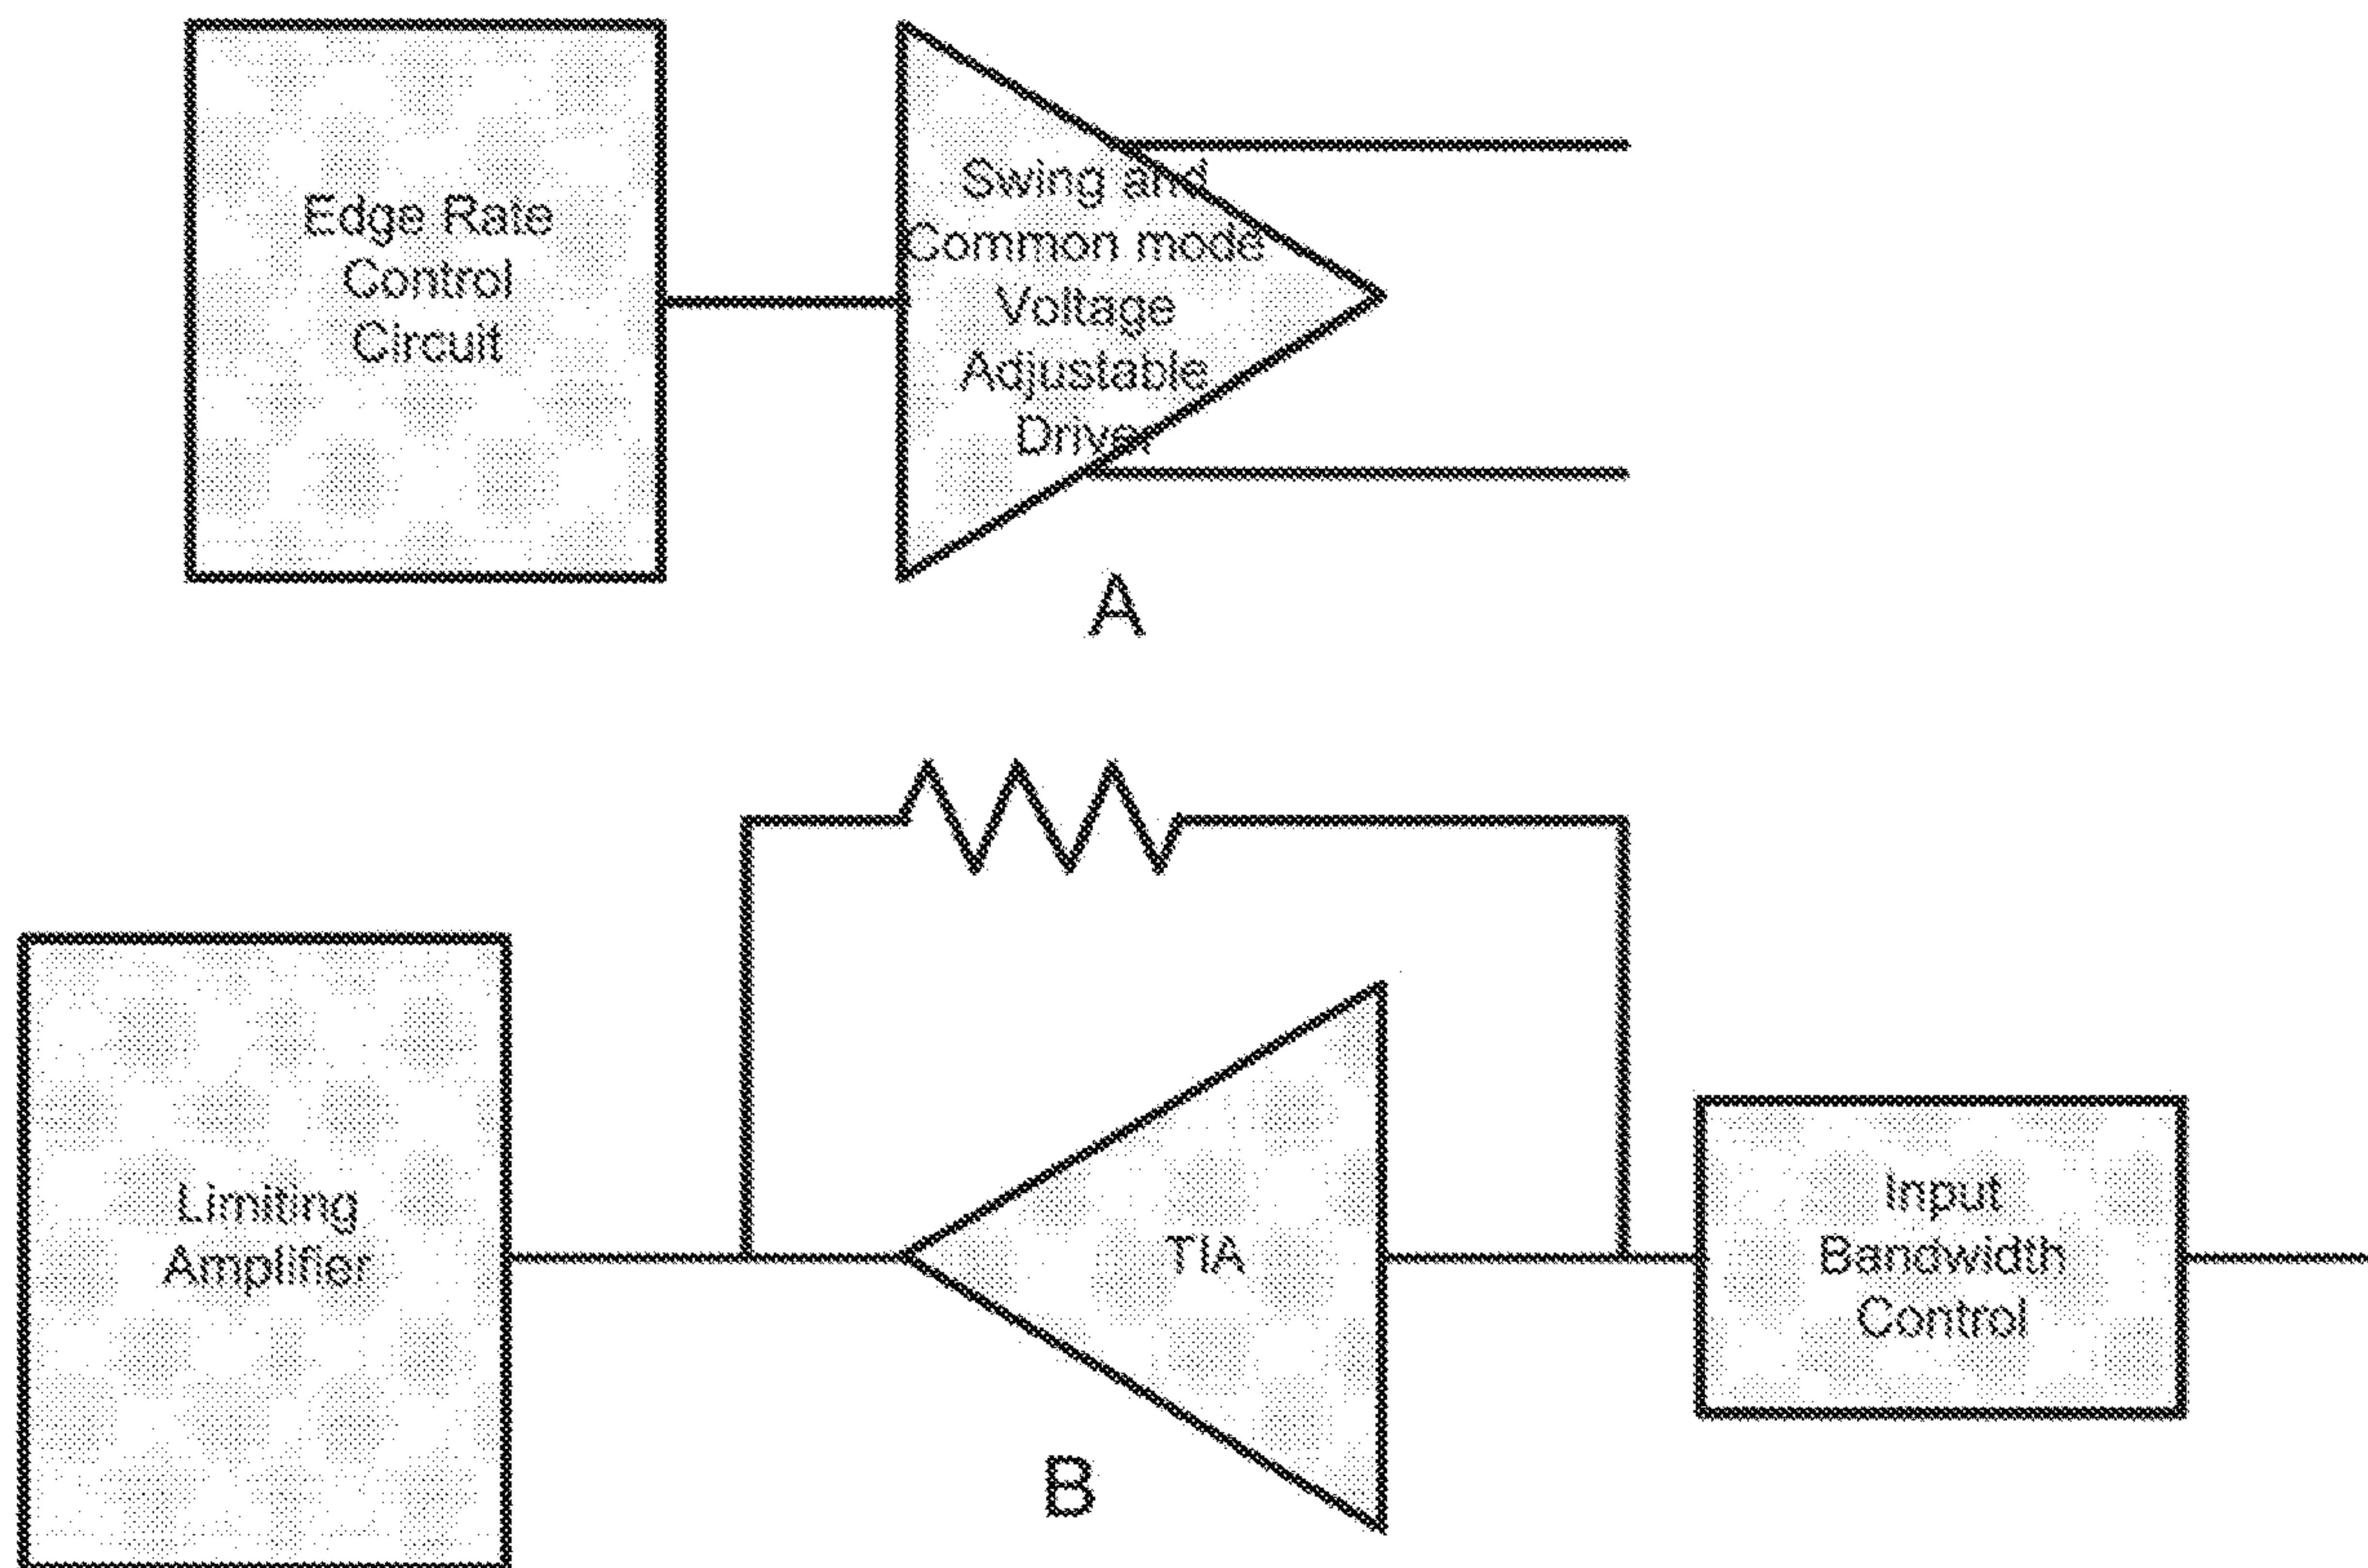 Edge Rate
Control
Circuit
Swing and
Common mode
Voltage
Adjustable
Driver
A
Limiting
Amplifier
TIA
Input
Bandwidth
Control
B